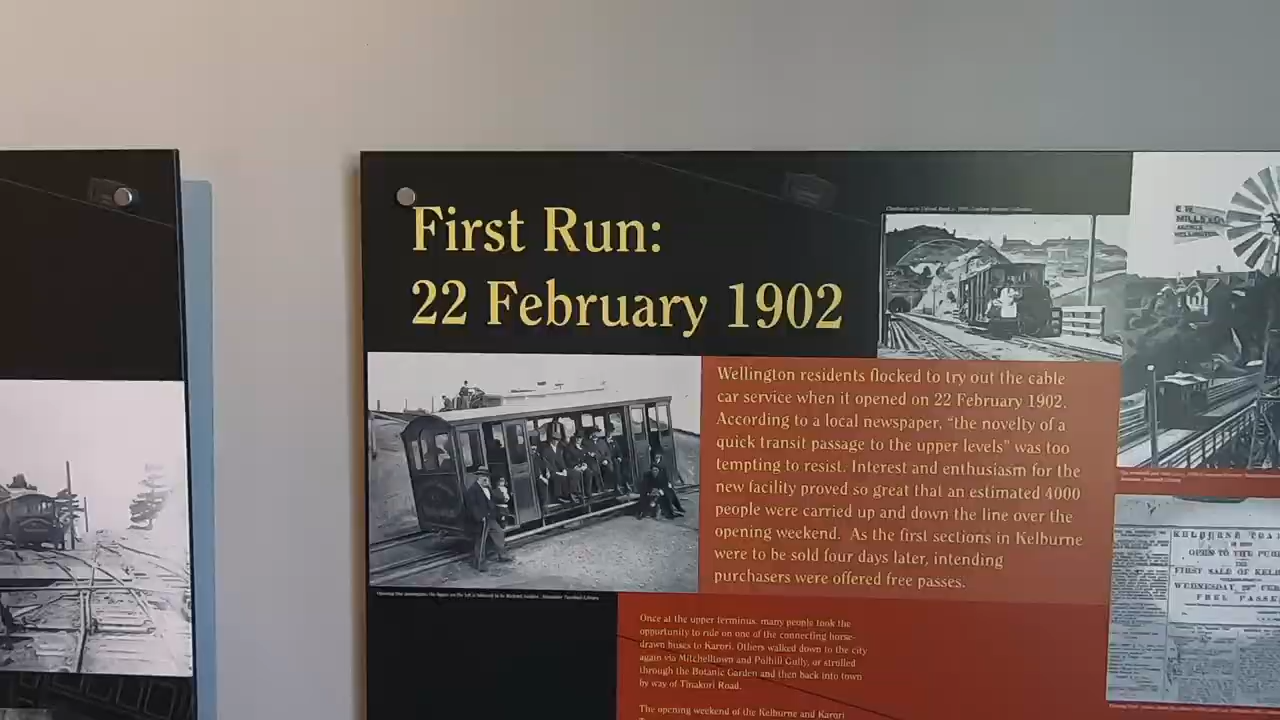 First Run:
22 February 1902
E. W.
MILLS & Co
AGENTS
WELLINGTON
Wellington residents flocked to try out the cable
car service when it opened on 22 February 1902.
According to a local newspaper, “the novelty of a
quick transit passage to the upper levels” was too
tempting to resist. Interest and enthusiasm for the
new facility proved so great that an estimated 4000
people were carried up and down the line over the
opening weekend. As the first sections in Kelburne
were to be sold four days later, intending
purchasers were offered free passes.
Once at the upper terminus, many people took the
opportunity to ride on one of the connecting horse-
drawn buses to Karori. Others walked down to the city
again via Mitchelltown and Polhill Gully, or strolled
through the Botanic Garden and then back into town
by way of Tinakori Road.
The opening weekend of the Kelburne and Karori
OPEN TO THE
FIRST SALE OF
WEDNESDAY,
FREE